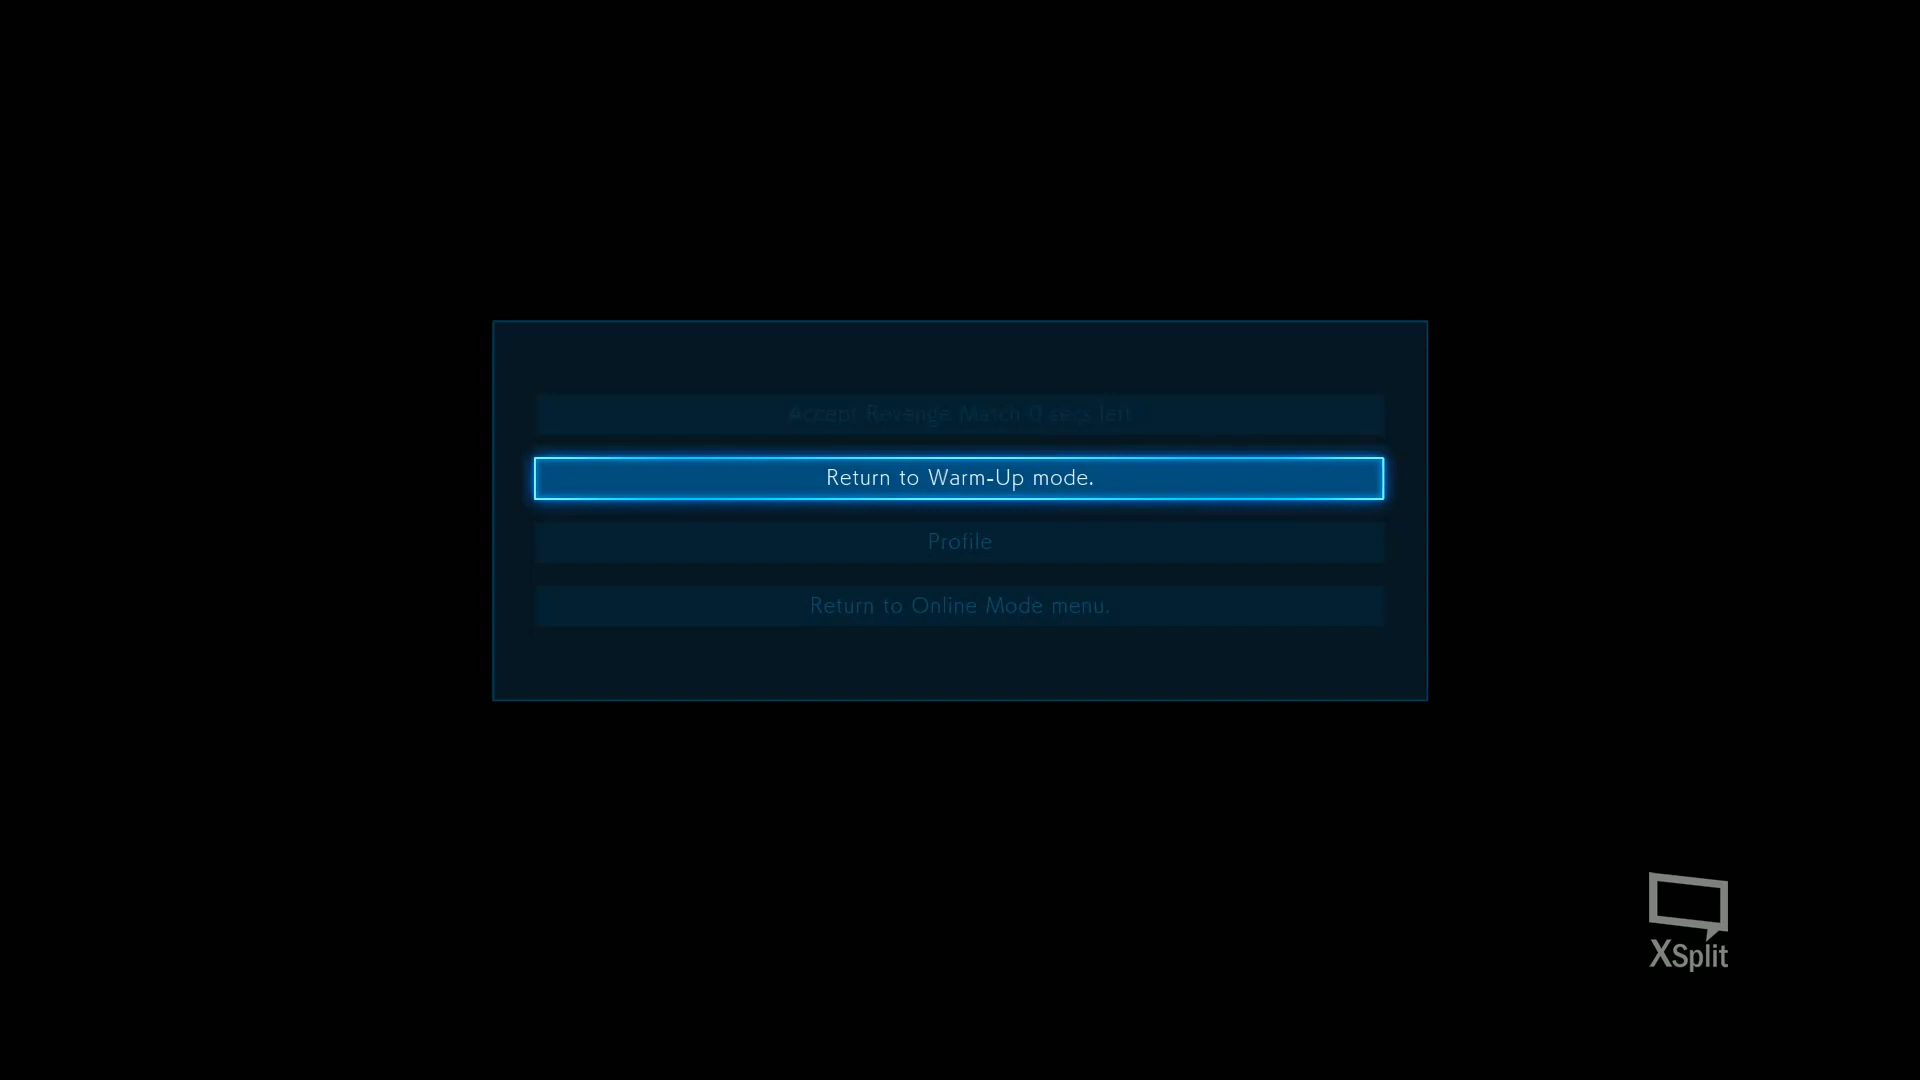 Accept Revenge Match 0 secs left
Return to Warm-Up mode.
Profile
Return to Online Mode menu.
XSplit